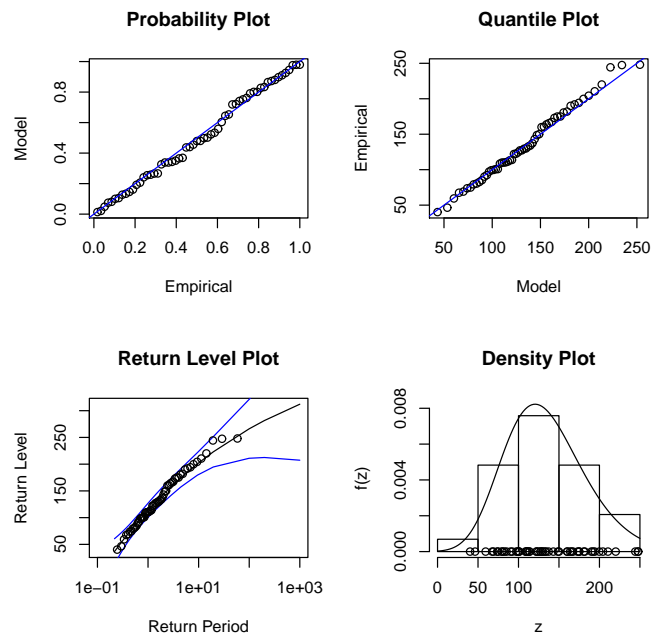 Probability Plot
Model
0.0 0.4 0.8
0.0 0.2 0.4 0.6 0.8 1.0
Empirical
Quantile Plot
Empirical
50 150 250
50 100 150 200 250
Model
Return Level Plot
Return Level
50 150 250
1e−01 1e+01 1e+03
Return Period
Density Plot
f(z)
0.000 0.004 0.008
0 50 100 200
z